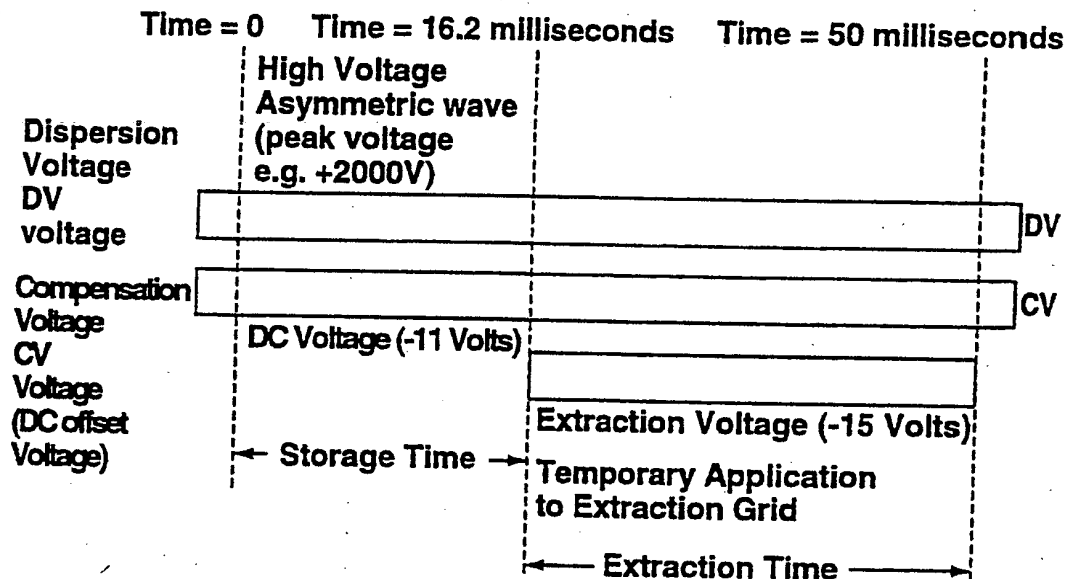 Time = 0 Time = 16.2 milliseconds Time = 50 milliseconds
High Voltage
Asymmetric wave
(peak voltage
e.g. +2000V)
Dispersion
Voltage
DV
voltage
DV
Compensation
Voltage
CV
Voltage
(DC offset
Voltage)
CV
DC Voltage (-11 Volts)
Extraction Voltage (-15 Volts)
Storage Time
Temporary Application
to Extraction Grid
Extraction Time